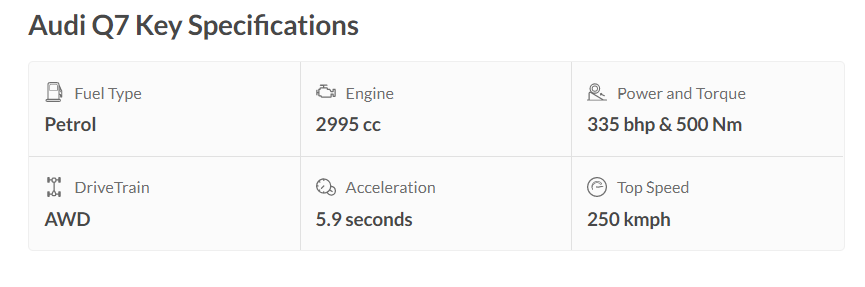 Audi Q7 Key Specifications
Fuel Type
Petrol
Engine
2995 cc
Power and Torque
335 bhp & 500 Nm
DriveTrain
AWD
Acceleration
5.9 seconds
Top Speed
250 kmph